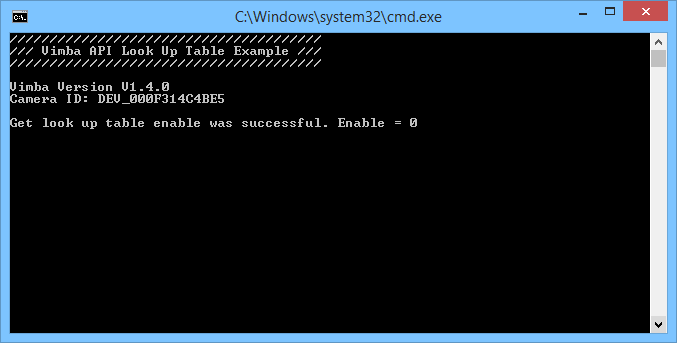 C:\Windows\system32\cmd.exe
///////////////////////////////////////
/// Vimba API Look Up Table Example ///
///////////////////////////////////////
Vimba Version V1.4.0
Camera ID: DEV_000F314C4BE5
Get look up table enable was successful. Enable = 0